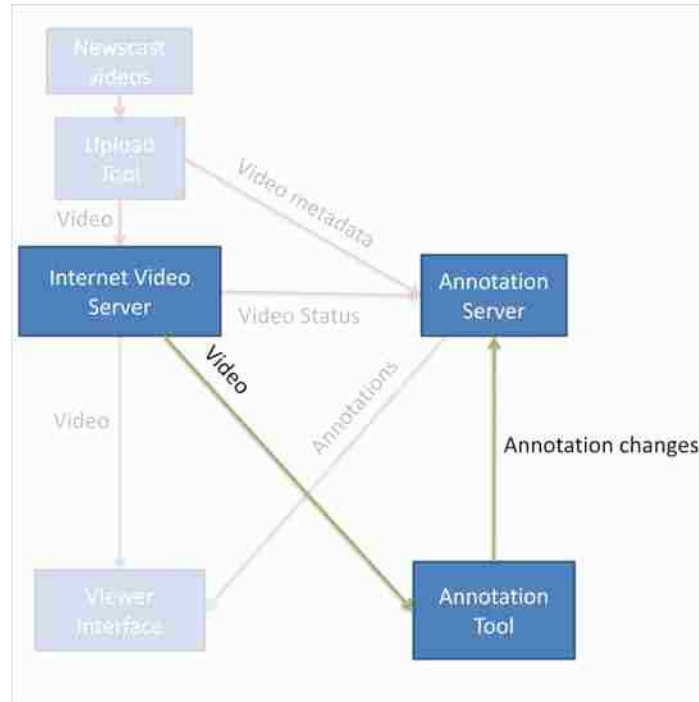 Newscast
videos
Upload
Tool
Video
Video metadata
Internet Video
Server
Annotation
Server
Video Status
Video
Video
Annotations
Annotation changes
Viewer
Interface
Annotation
Tool